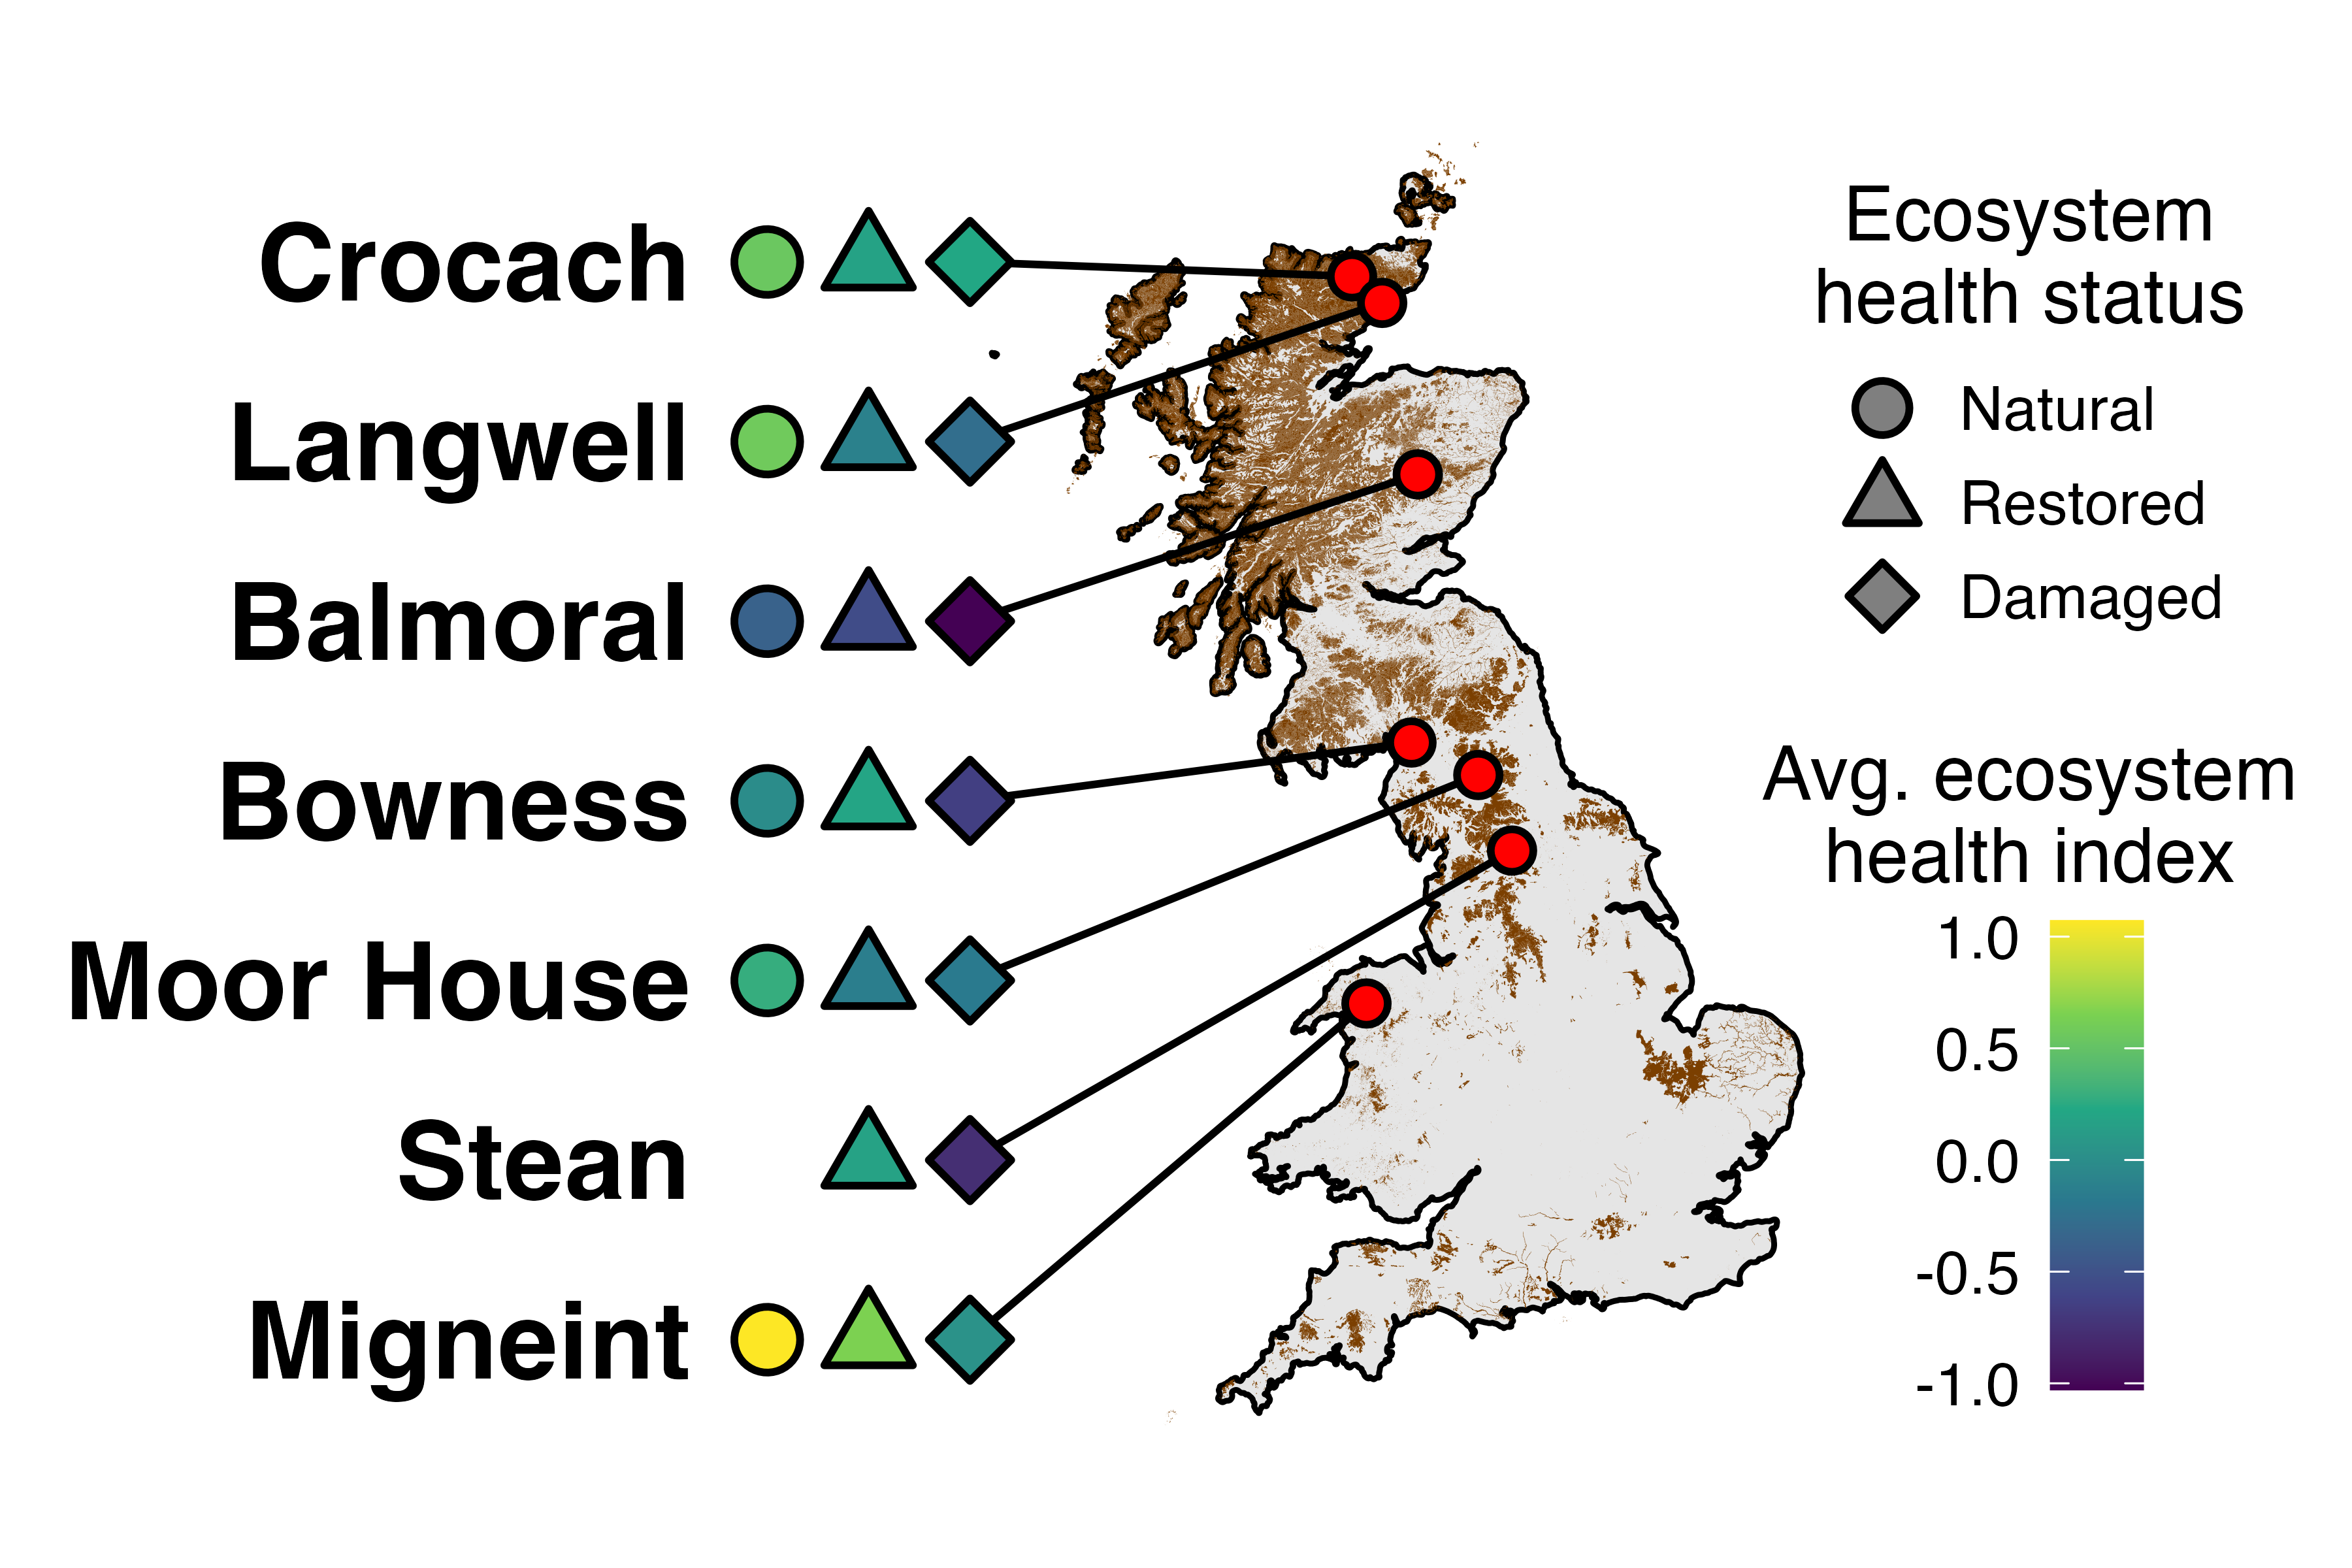 Crocach
Langwell
Balmoral
Bowness
Moor House
Stean
Migneint
Ecosystem
health status
Natural
Restored
Damaged
Avg. ecosystem
health index
1.0
0.5
0.0
-0.5
-1.0